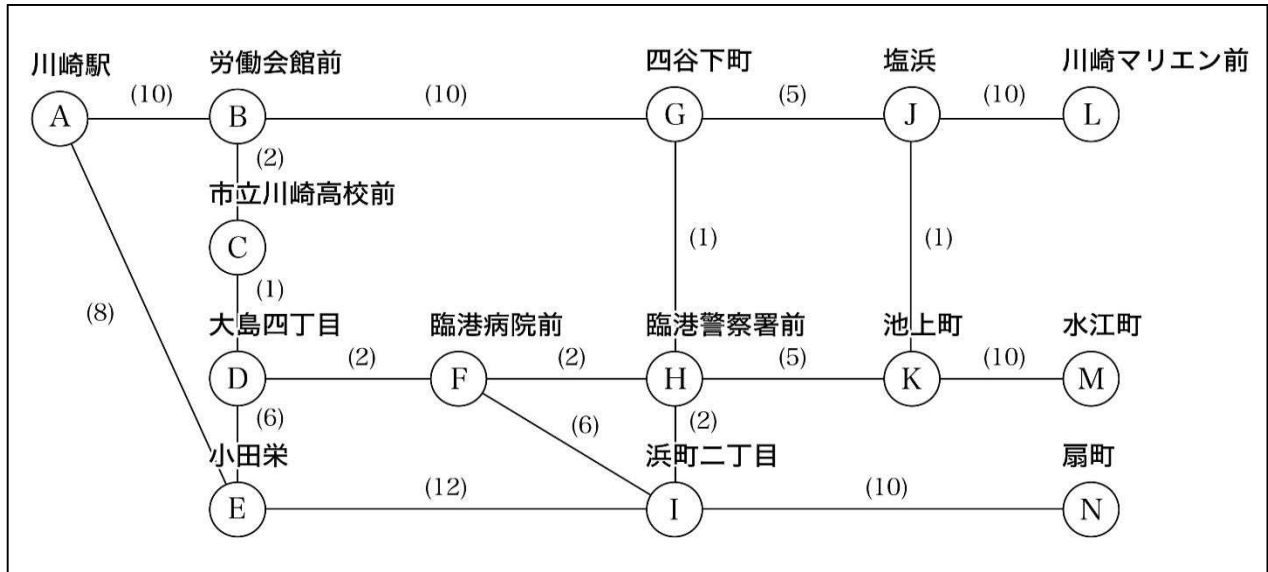 川崎駅
労働会館前
四谷下町
塩浜
川崎マリエン前
(10)
(10)
(5)
(10)
A
B
G
J
L
(2)
市立川崎高校前
C
(1)
(1)
(8)
(1)
大島四丁目
臨港病院前
臨港警察署前
池上町
水江町
(2)
(2)
(5)
(10)
D
F
H
K
M
(6)
(6)
(2)
小田栄
浜町二丁目
扇町
(12)
(10)
E
I
N